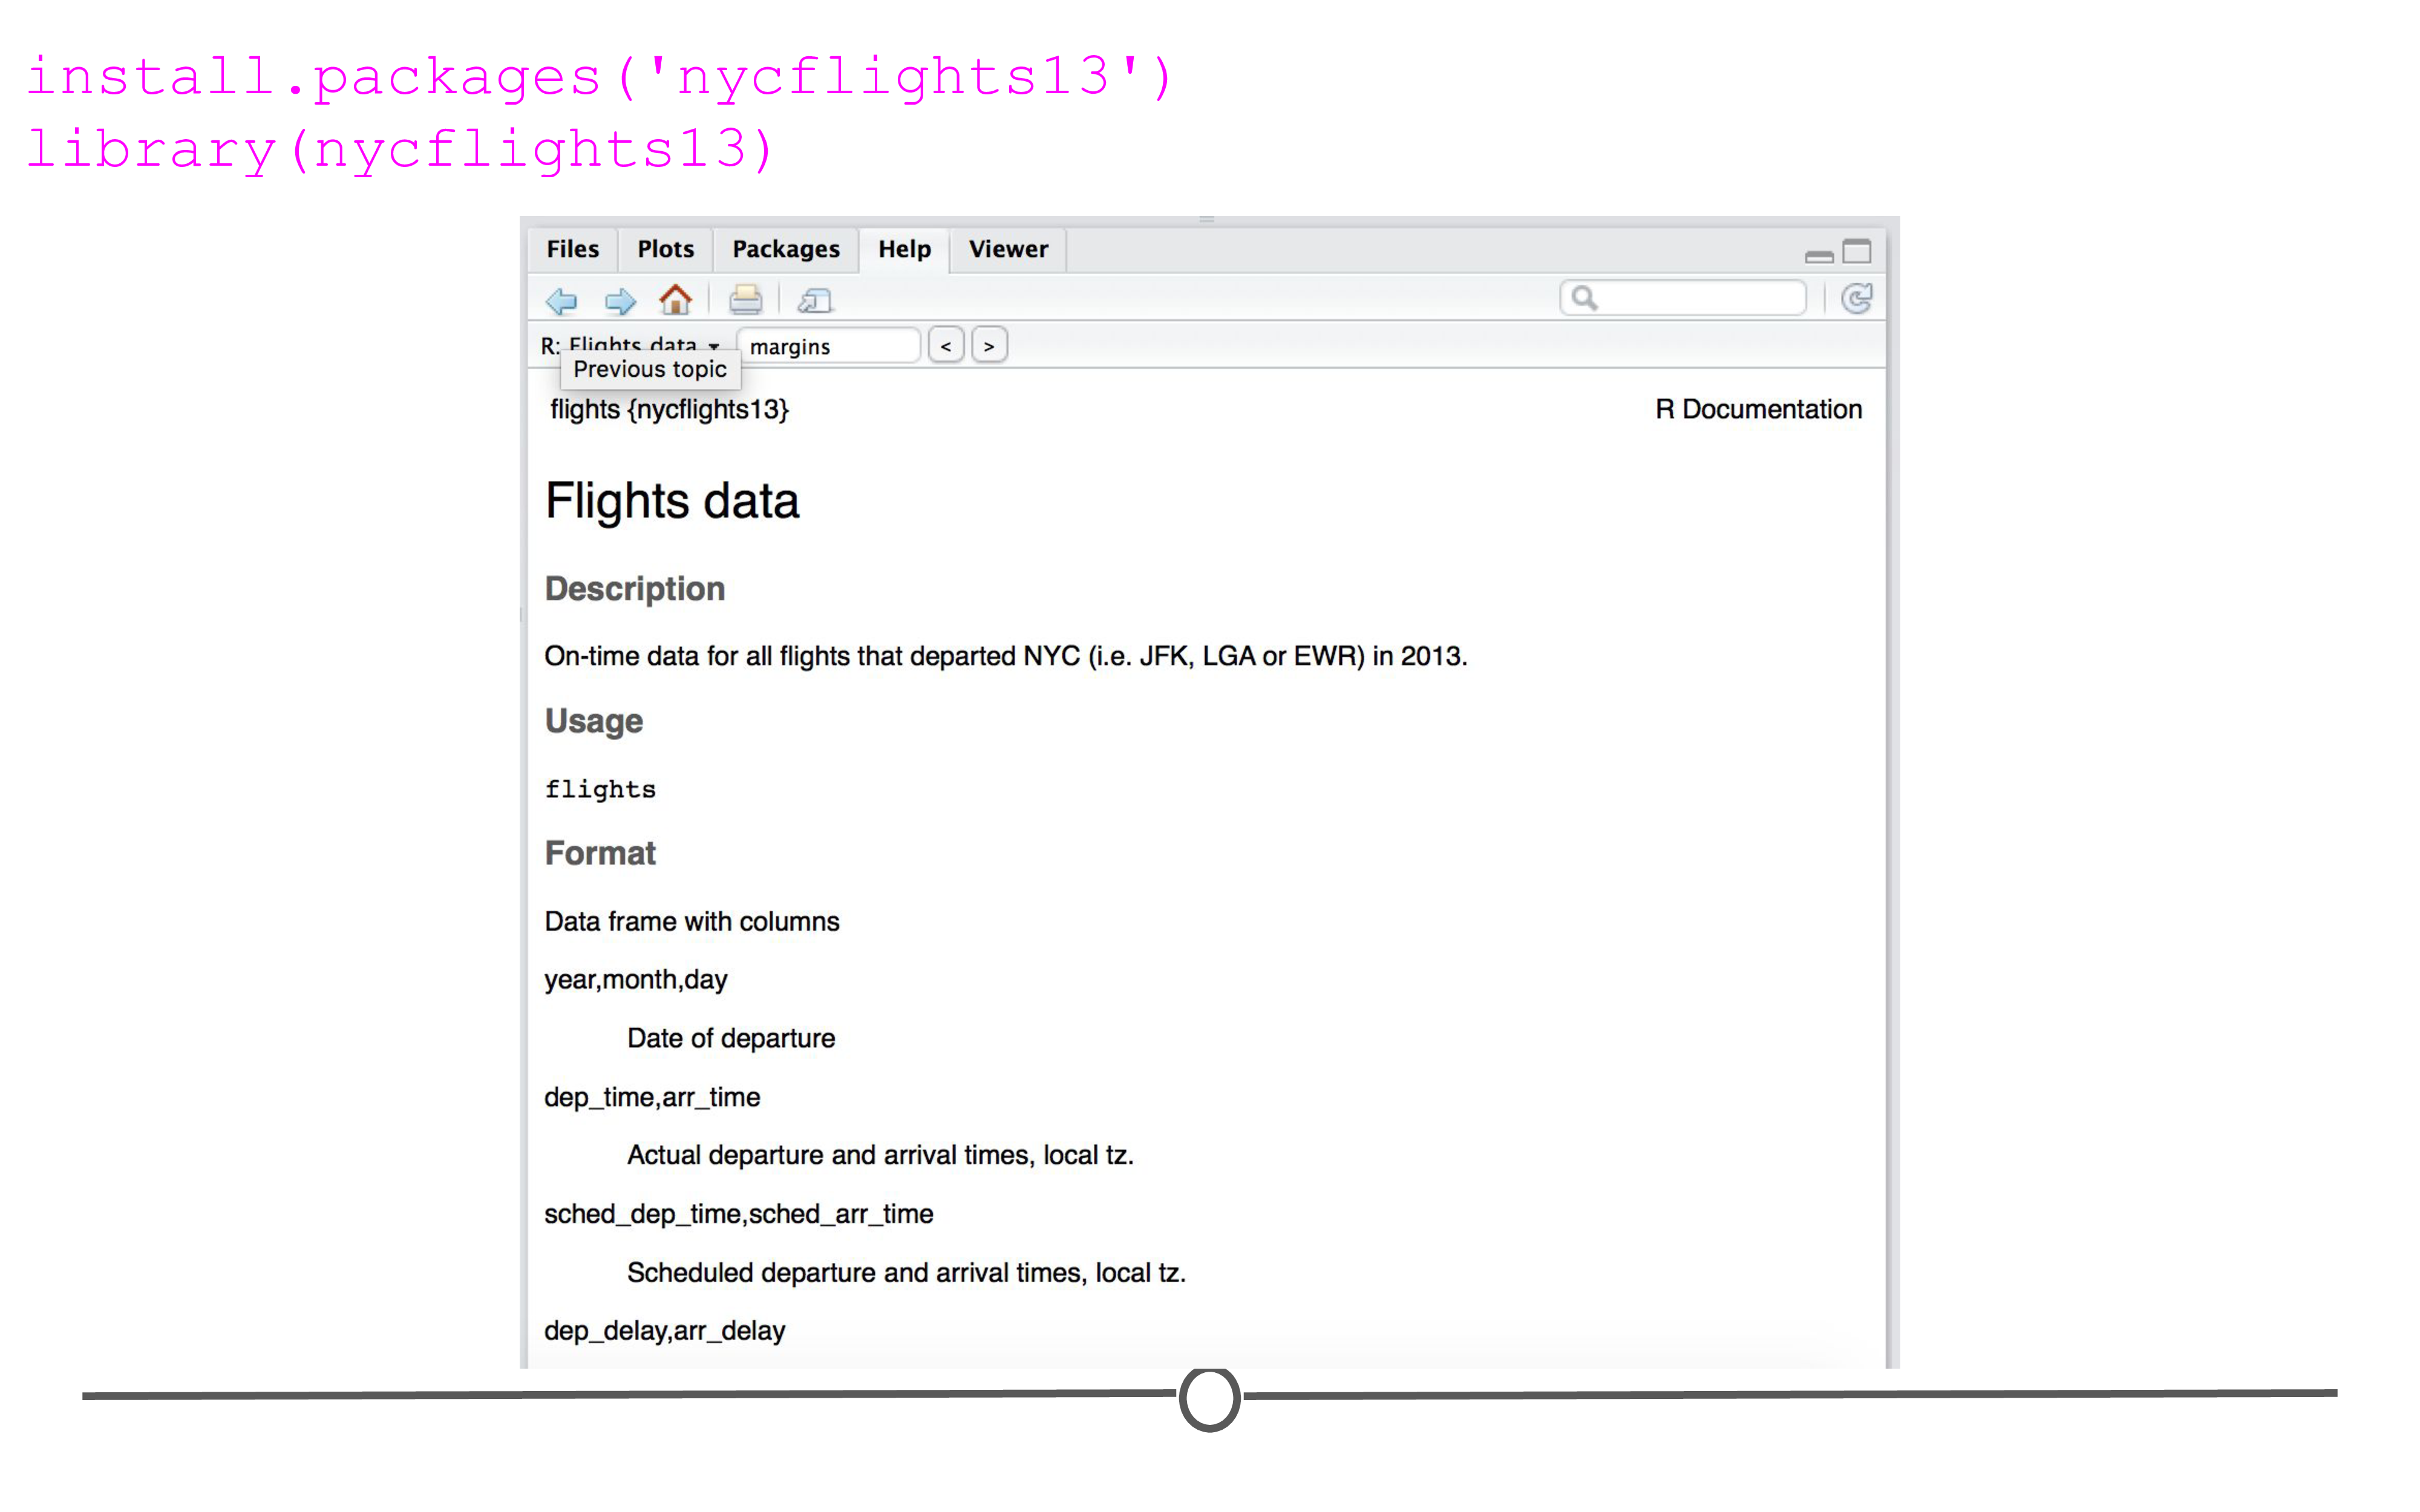 install.packages('nycflights13')
library(nycflights13)
Files Plots Packages Help Viewer
R: Flights data margins < >
Previous topic
flights {nycflights13} R Documentation
Flights data
Description
On-time data for all flights that departed NYC (i.e. JFK, LGA or EWR) in 2013.
Usage
flights
Format
Data frame with columns
year,month,day
Date of departure
dep_time,arr_time
Actual departure and arrival times, local tz.
sched_dep_time,sched_arr_time
Scheduled departure and arrival times, local tz.
dep_delay,arr_delay